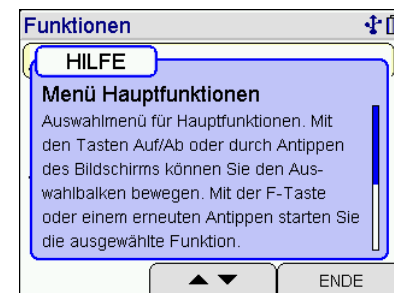 Funktionen
HILFE
Menü Hauptfunktionen
Auswahlmenü für Hauptfunktionen. Mit
den Tasten Auf/Ab oder durch Antippen
des Bildschirms können Sie den Aus-
wahlbalken bewegen. Mit der F-Taste
oder einem erneuten Antippen starten Sie
die ausgewählte Funktion.
ENDE